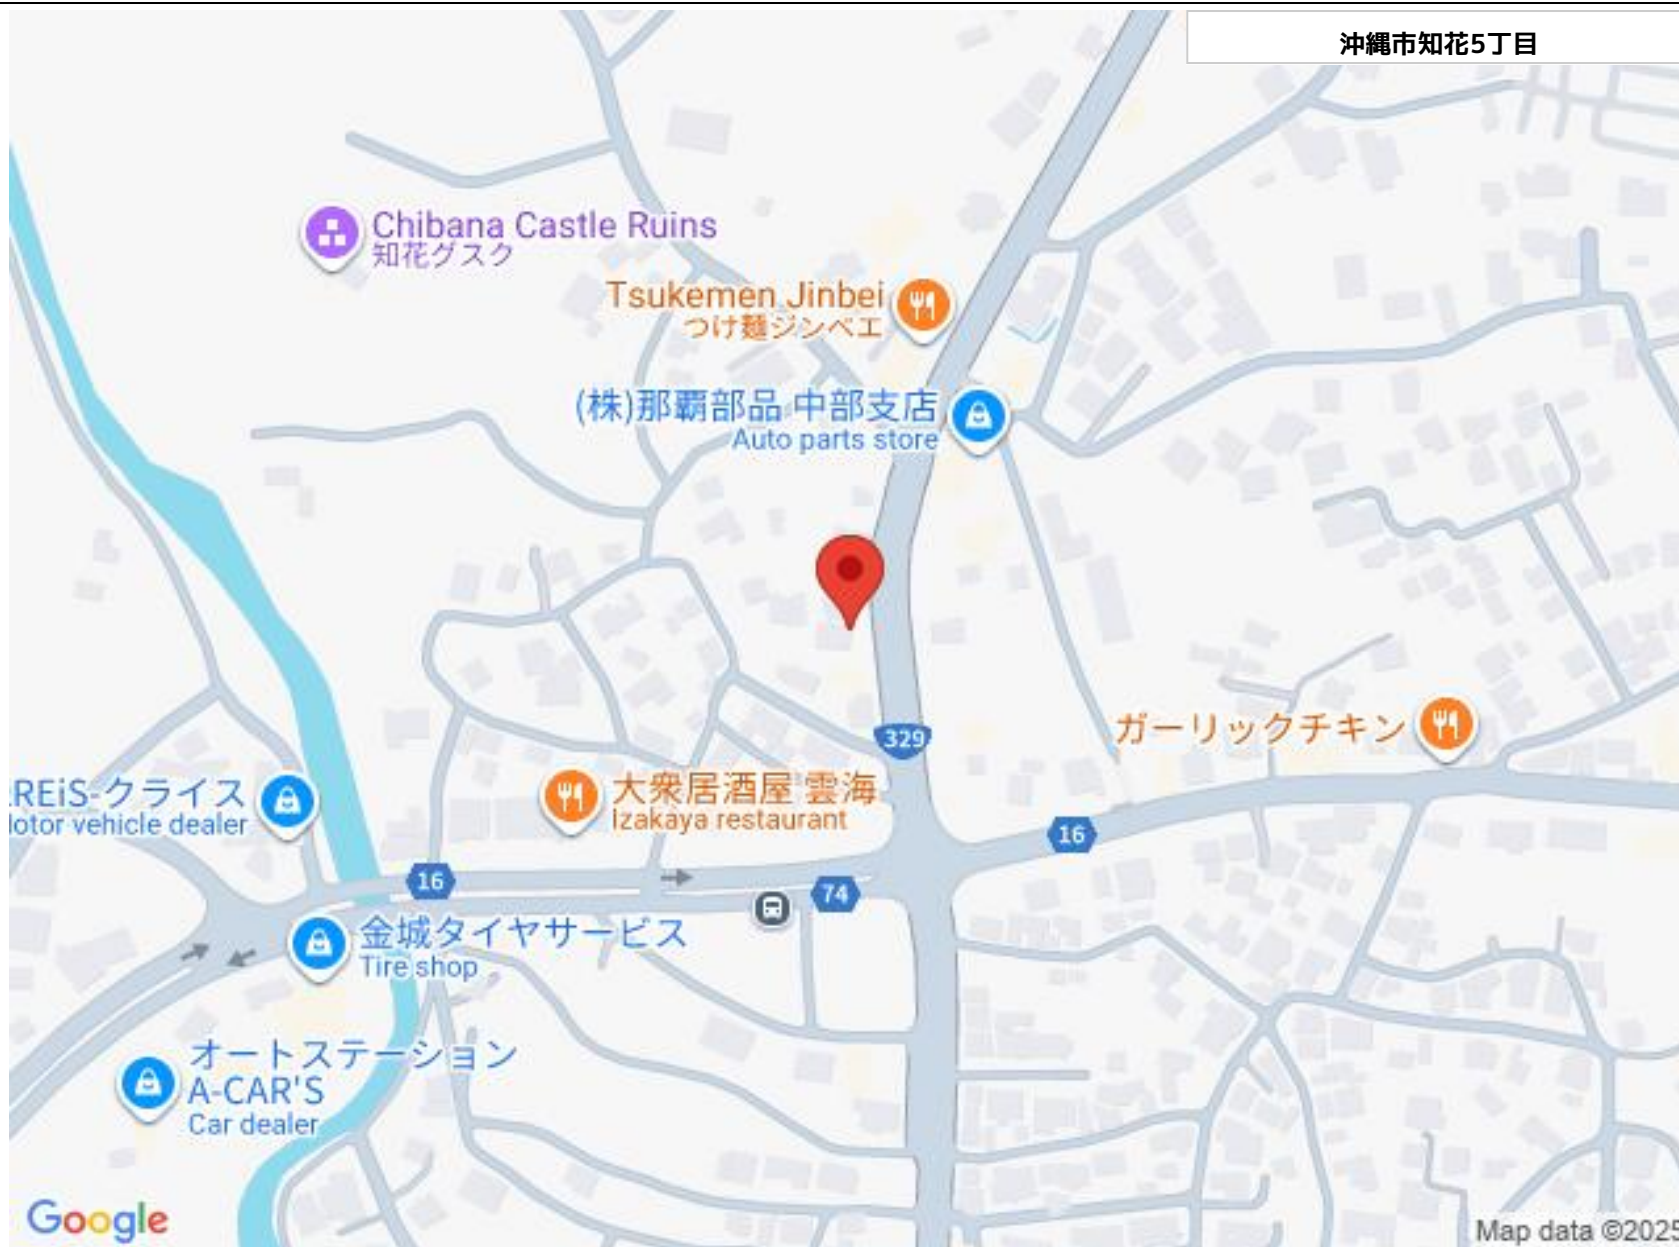 沖縄市知花5丁目
Chibana Castle Ruins
知花グスク
Tsukemen Jinbei
つけ麺ジンベエ
(株)那覇部品 中部支店
Auto parts store
329
ガーリックチキン
REiS-クライス
otor vehicle dealer
大衆居酒屋 雲海
Izakaya restaurant
16
16
74
金城タイヤサービス
Tire shop
オートステーション
A-CAR'S
Car dealer
Google
Map data ©2025